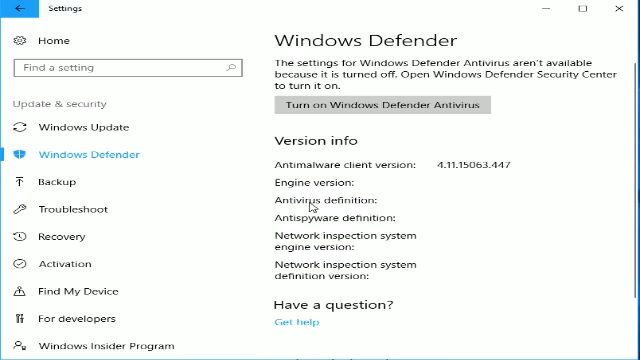 Settings
Home
Find a setting
Update & security
Windows Update
Windows Defender
Backup
Troubleshoot
Recovery
Activation
Find My Device
For developers
Windows Insider Program
Windows Defender
The settings for Windows Defender Antivirus aren't available
because it is turned off. Open Windows Defender Security Center
to turn it on.
Turn on Windows Defender Antivirus
Version info
Antimalware client version: 4.11.15063.447
Engine version:
Antivirus definition:
Antispyware definition:
Network inspection system
engine version:
Network inspection system
definition version:
Have a question?
Get help